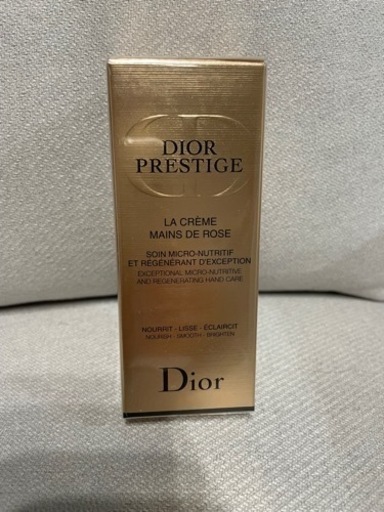 DIOR
PRESTIGE
LA CRÈME
MAINS DE ROSE
SOIN MICRO-NUTRITIF
ET RÉGÉNÉRANT D'EXCEPTION
EXCEPTIONAL MICRO-NUTRITIVE
AND REGENERATING HAND CARE
NOURRIT - LISSE - ÉCLAIRCIT
NOURISH - SMOOTH - BRIGHTEN
Dior